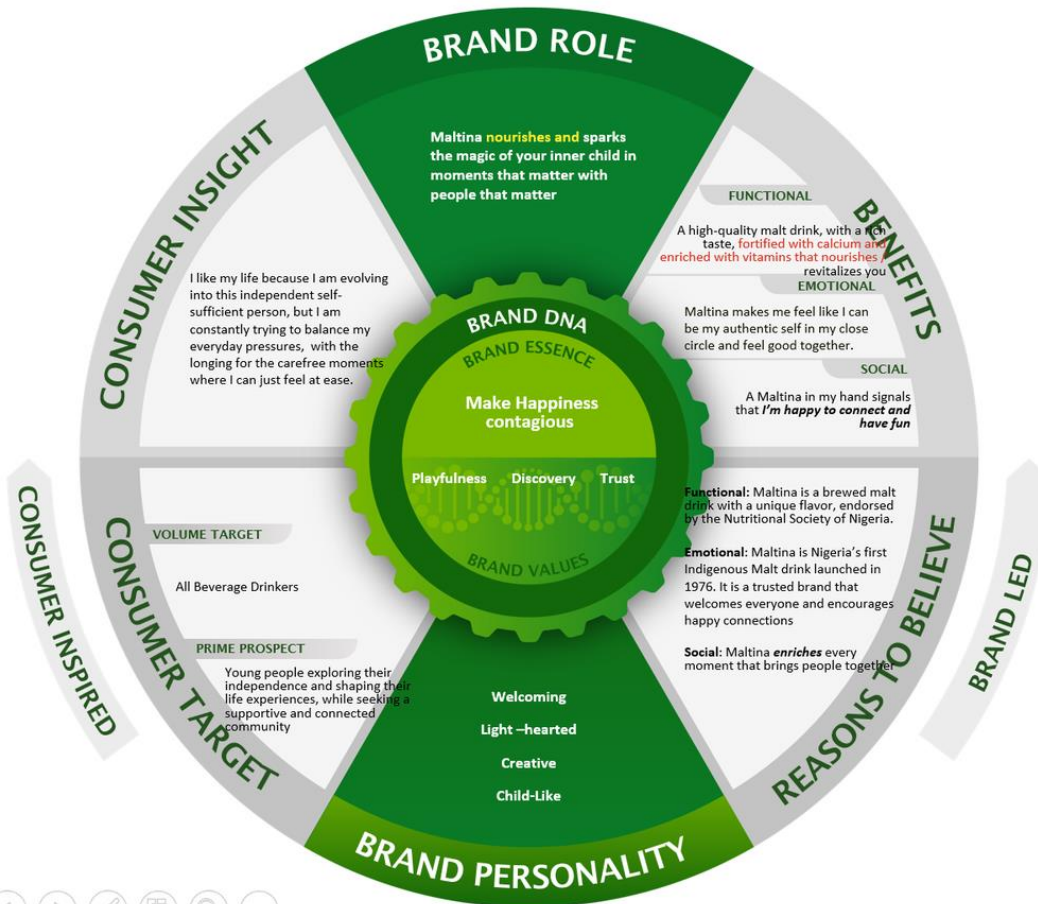 BRAND ROLE
Maltina nourishes and sparks
the magic of your inner child in
moments that matter with
people that matter
CONSUMER INSIGHT
I like my life because I am evolving
into this independent self-
sufficient person, but I am
constantly trying to balance my
everyday pressures, with the
longing for the carefree moments
where I can just feel at ease.
BENEFITS
FUNCTIONAL
A high-quality malt drink, with a rich
taste, fortified with calcium and
enriched with vitamins that nourishes /
revitalizes you
EMOTIONAL
Maltina makes me feel like I can
be my authentic self in my close
circle and feel good together.
SOCIAL
A Maltina in my hand signals
that I'm happy to connect and
have fun
BRAND DNA
BRAND ESSENCE
Make Happiness
contagious
Playfulness Discovery Trust
BRAND VALUES
CONSUMER INSPIRED
CONSUMER TARGET
VOLUME TARGET
All Beverage Drinkers
PRIME PROSPECT
Young people exploring their
independence and shaping their
life experiences, while seeking a
supportive and connected
community
REASONS TO BELIEVE
Functional: Maltina is a brewed malt
drink with a unique flavor, endorsed
by the Nutritional Society of Nigeria.
Emotional: Maltina is Nigeria's first
Indigenous Malt drink launched in
1976. It is a trusted brand that
welcomes everyone and encourages
happy connections
Social: Maltina enriches every
moment that brings people together
BRAND LED
Welcoming
Light –hearted
Creative
Child-Like
BRAND PERSONALITY